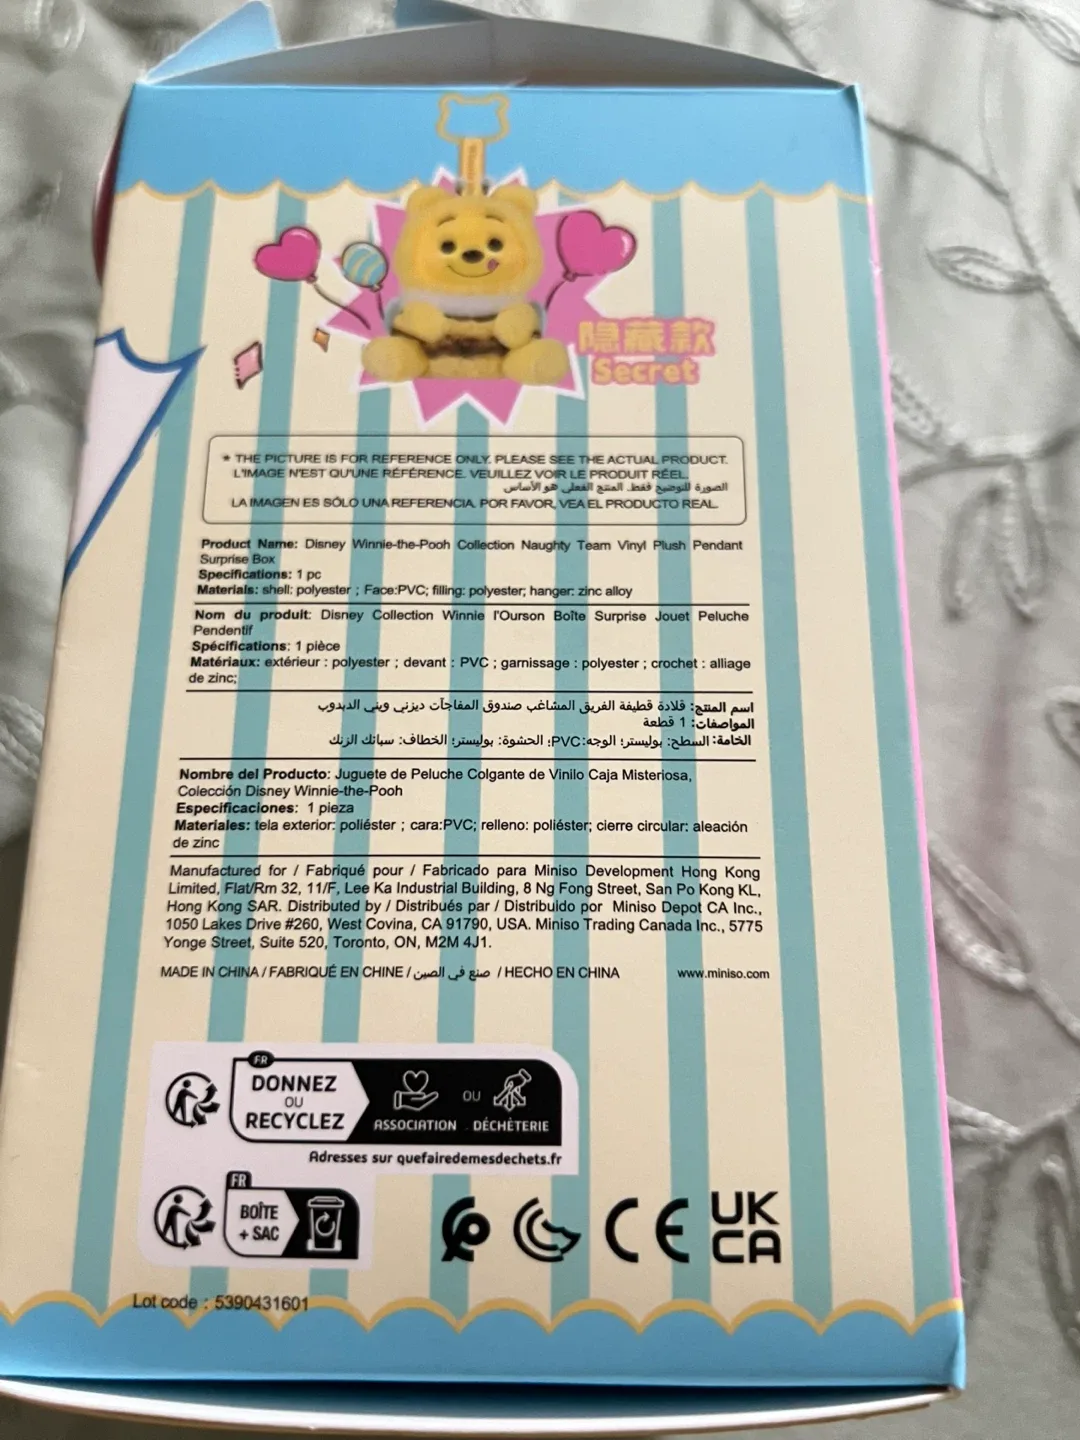 隐藏款
Secret
* THE PICTURE IS FOR REFERENCE ONLY. PLEASE SEE THE ACTUAL PRODUCT.
L'IMAGE N'EST QU'UNE RÉFÉRENCE. VEUILLEZ VOIR LE PRODUIT RÉEL.
الصورة للتوضيح فقط. المنتج الفعلي هو الأساس
LA IMAGEN ES SÓLO UNA REFERENCIA. POR FAVOR, VEA EL PRODUCTO REAL.
Product Name: Disney Winnie-the-Pooh Collection Naughty Team Vinyl Plush Pendant
Surprise Box
Specifications: 1 pc
Materials: shell: polyester ; Face:PVC; filling: polyester; hanger: zinc alloy
Nom du produit: Disney Collection Winnie l'Ourson Boîte Surprise Jouet Peluche
Pendentif
Spécifications: 1 pièce
Matériaux: extérieur : polyester ; devant : PVC ; garnissage : polyester ; crochet : alliage
de zinc;
اسم المنتج: قلادة قطيفة الفريق المشاغب صندوق المفاجآت ديزني ويني الدبدوب
المواصفات: 1 قطعة
الخامة: السطح: بوليستر؛ الوجه:PVC؛ الحشوة: بوليستر؛ الخطاف: سبائك الزنك
Nombre del Producto: Juguete de Peluche Colgante de Vinilo Caja Misteriosa,
Colección Disney Winnie-the-Pooh
Especificaciones: 1 pieza
Materiales: tela exterior: poliéster ; cara:PVC; relleno: poliéster; cierre circular: aleación
de zinc
Manufactured for / Fabriqué pour / Fabricado para Miniso Development Hong Kong
Limited, Flat/Rm 32, 11/F, Lee Ka Industrial Building, 8 Ng Fong Street, San Po Kong KL,
Hong Kong SAR. Distributed by / Distribués par / Distribuido por Miniso Depot CA Inc.,
1050 Lakes Drive #260, West Covina, CA 91790, USA. Miniso Trading Canada Inc., 5775
Yonge Street, Suite 520, Toronto, ON, M2M 4J1.
MADE IN CHINA / FABRIQUÉ EN CHINE / صنع في الصين / HECHO EN CHINA www.miniso.com
FR
DONNEZ
OU
RECYCLEZ
ASSOCIATION OU DÉCHÈTERIE
Adresses sur quefairedemesdechets.fr
FR
BOÎTE
+ SAC
CE
UK
CA
Lot code : 5390431601